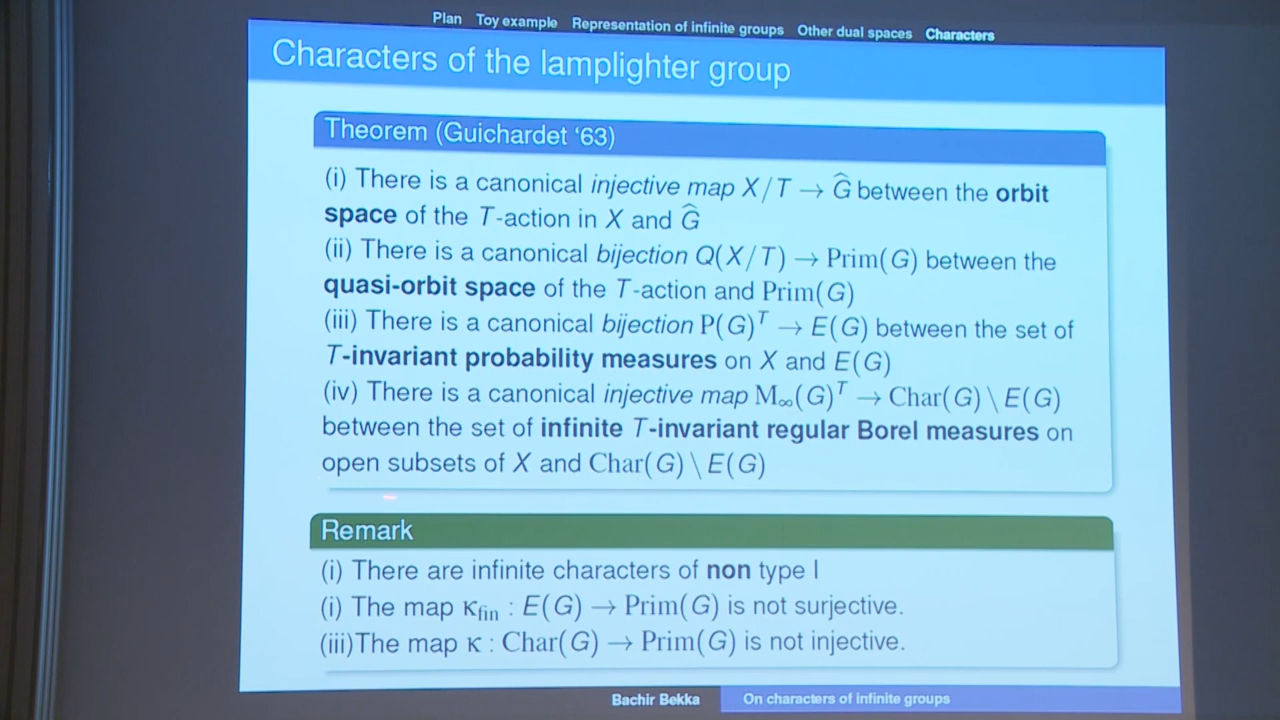 Plan Toy example Representation of infinite groups Other dual spaces Characters
Characters of the lamplighter group
Theorem (Guichardet '63)
(i) There is a canonical injective map X/T → Ĝ between the orbit
space of the T-action in X and Ĝ
(ii) There is a canonical bijection Q(X/T) → Prim(G) between the
quasi-orbit space of the T-action and Prim(G)
(iii) There is a canonical bijection P(G)ᵀ → E(G) between the set of
T-invariant probability measures on X and E(G)
(iv) There is a canonical injective map M∞(G)ᵀ → Char(G) \ E(G)
between the set of infinite T-invariant regular Borel measures on
open subsets of X and Char(G) \ E(G)
Remark
(i) There are infinite characters of non type I
(i) The map κfin : E(G) → Prim(G) is not surjective.
(iii)The map κ : Char(G) → Prim(G) is not injective.
Bachir Bekka On characters of infinite groups